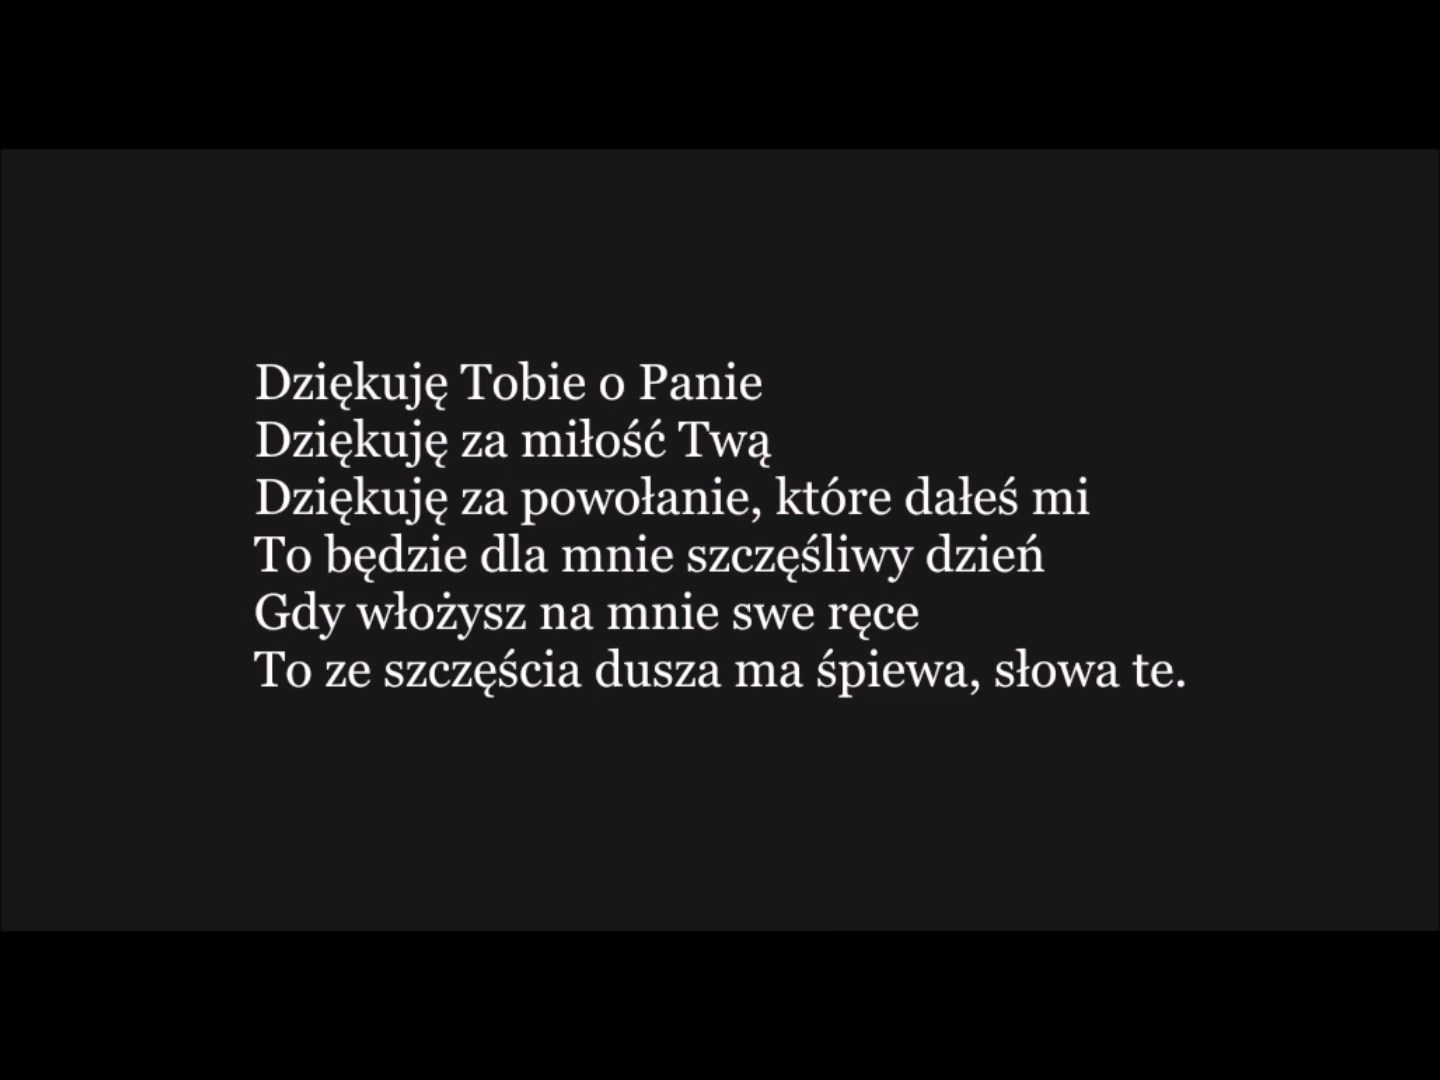 Dziękuję Tobie o Panie
Dziękuję za miłość Twą
Dziękuję za powołanie, które dałeś mi
To będzie dla mnie szczęśliwy dzień
Gdy włożysz na mnie swe ręce
To ze szczęścia dusza ma śpiewa, słowa te.